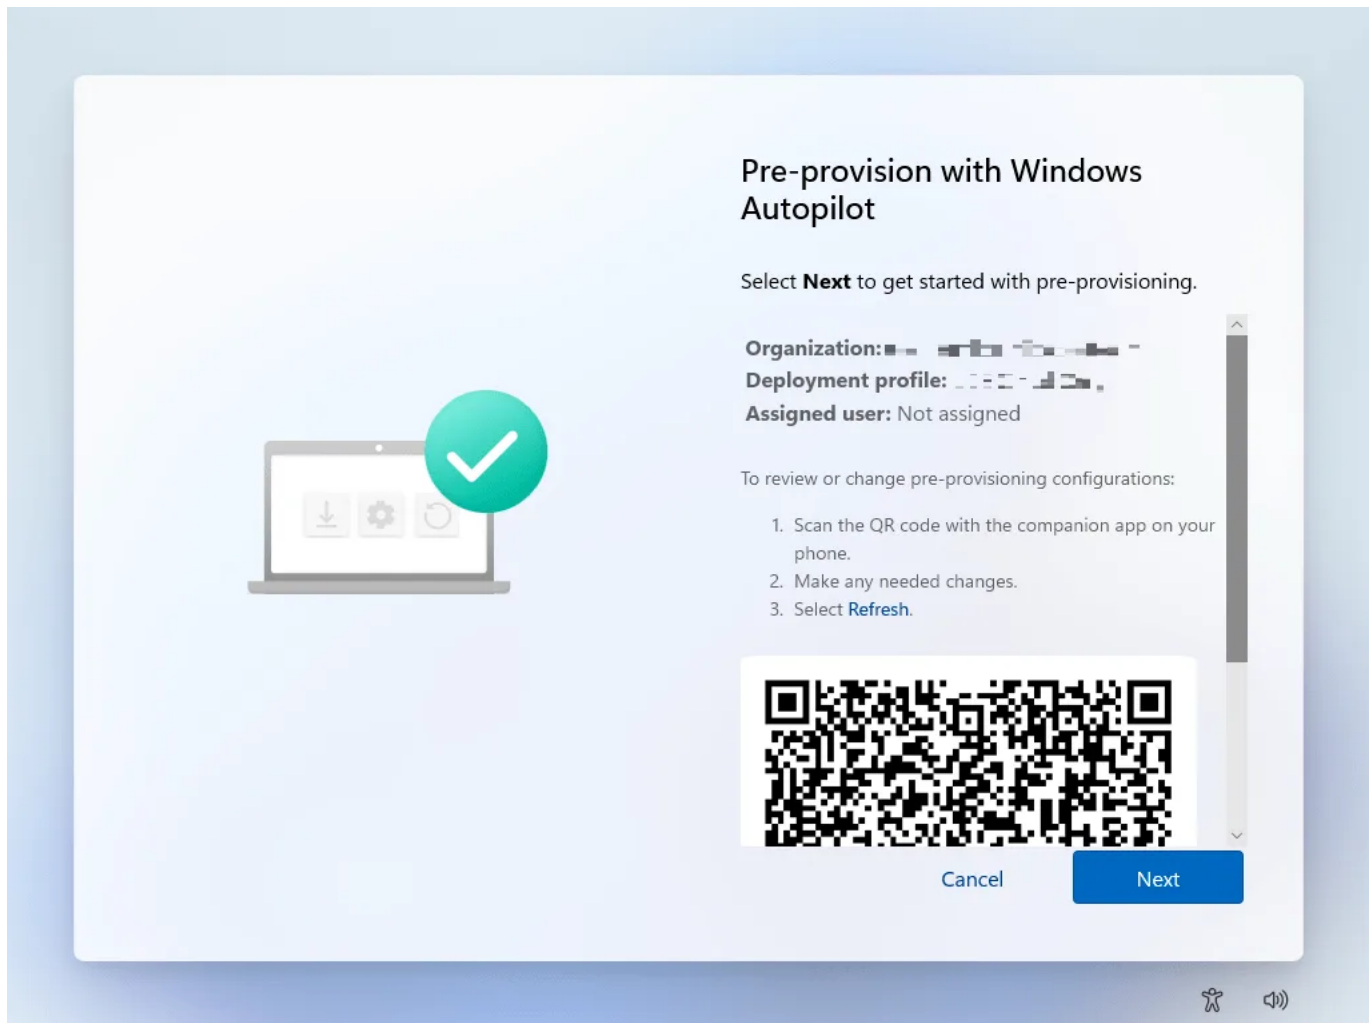 Pre-provision with Windows
Autopilot
Select Next to get started with pre-provisioning.
Organization:
Deployment profile:
Assigned user: Not assigned
To review or change pre-provisioning configurations:
1. Scan the QR code with the companion app on your
phone.
2. Make any needed changes.
3. Select Refresh.
Cancel
Next